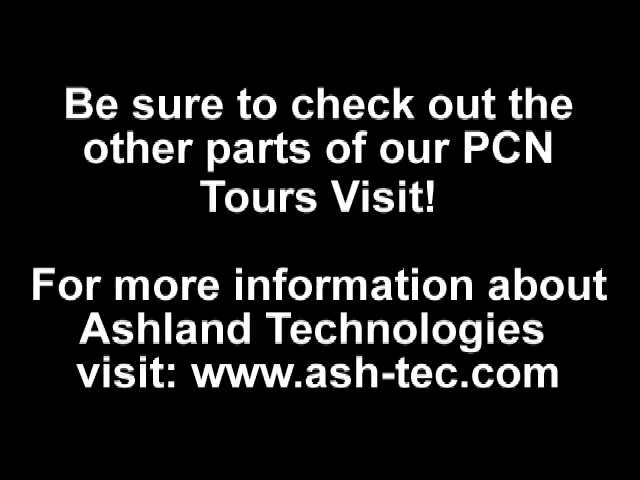 Be sure to check out the
other parts of our PCN
Tours Visit!
For more information about
Ashland Technologies
visit: www.ash-tec.com